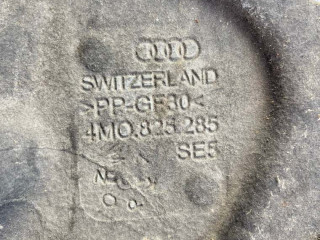 SWITZERLAND
>PP-GF30<
4M0.825 285
SE5